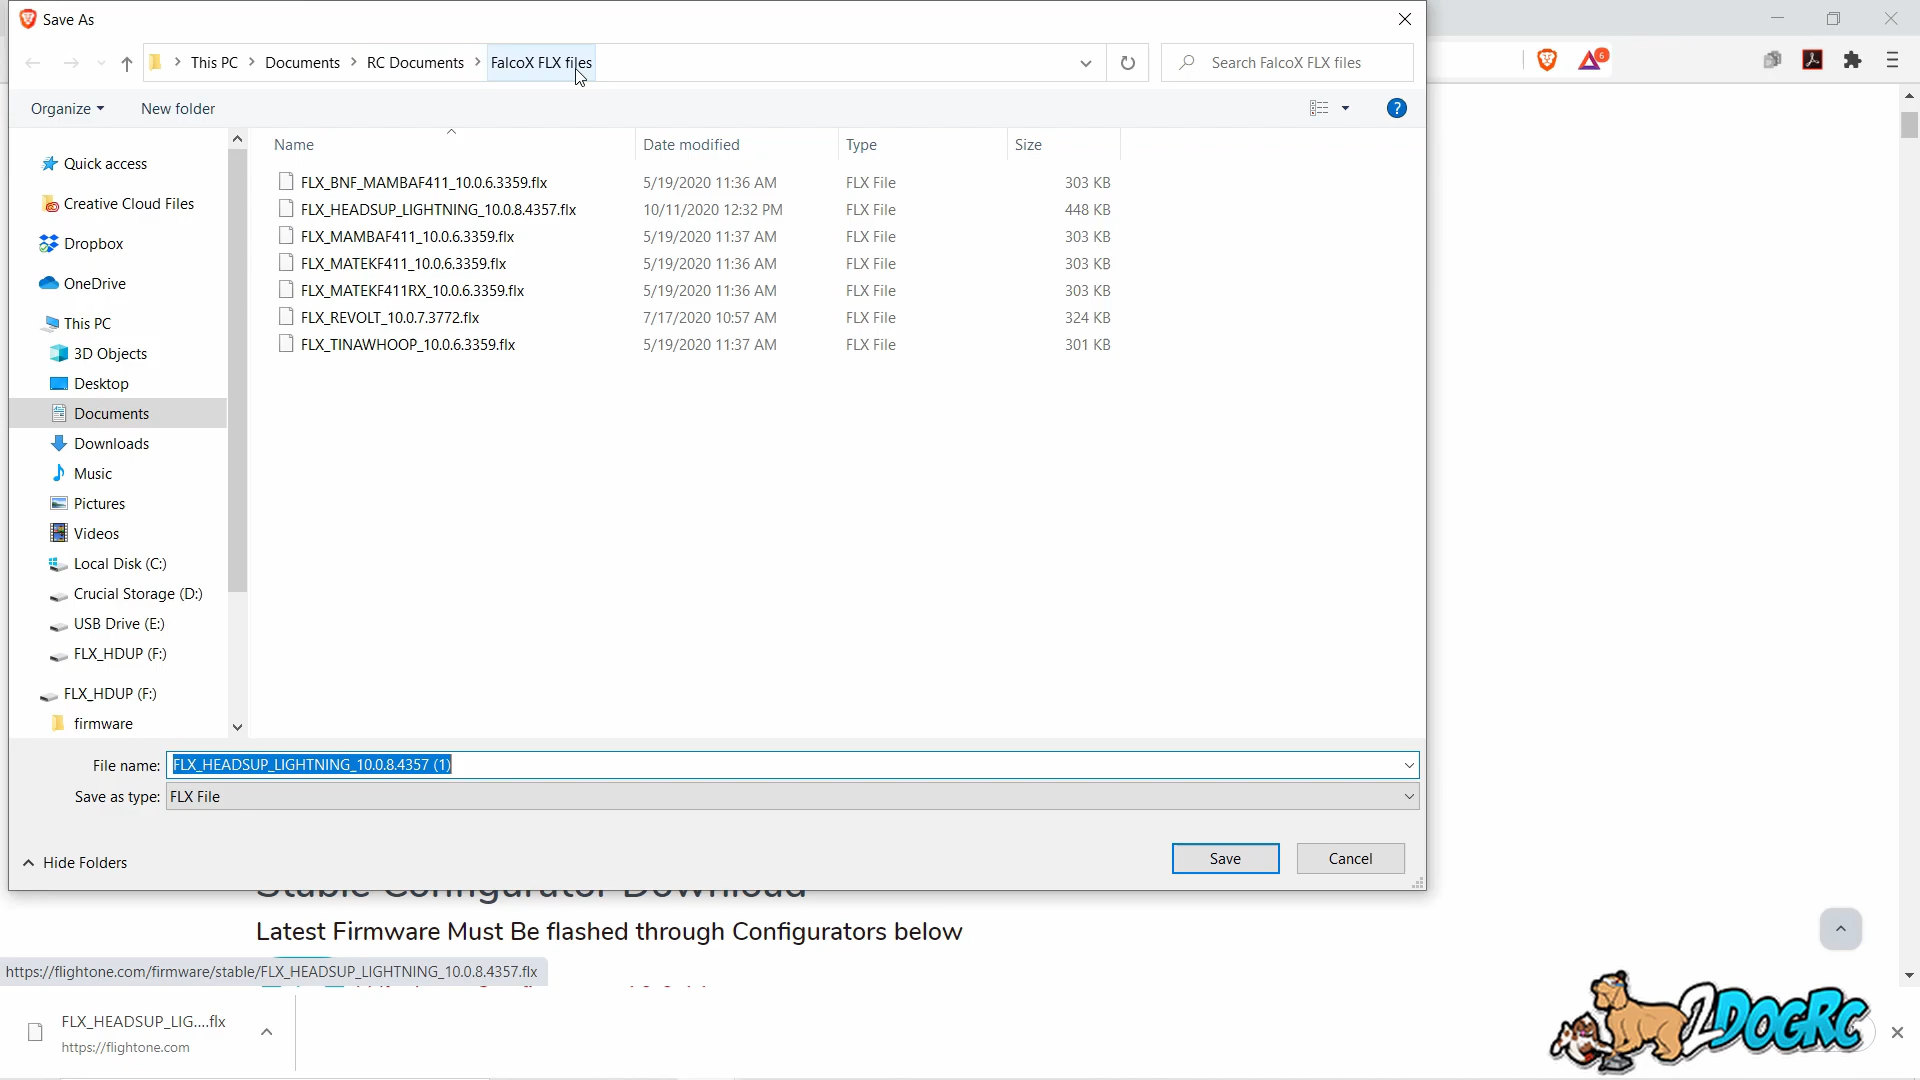 Save As
This PC
Documents
RC Documents
FalcoX FLX files
Search FalcoX FLX files
6
Organize
New folder
?
Name
Date modified
Type
Size
Quick access
Creative Cloud Files
Dropbox
OneDrive
This PC
3D Objects
Desktop
Documents
Downloads
Music
Pictures
Videos
Local Disk (C:)
Crucial Storage (D:)
USB Drive (E:)
FLX_HDUP (F:)
FLX_HDUP (F:)
firmware
FLX_BNF_MAMBAF411_10.0.6.3359.flx 5/19/2020 11:36 AM FLX File 303 KB
FLX_HEADSUP_LIGHTNING_10.0.8.4357.flx 10/11/2020 12:32 PM FLX File 448 KB
FLX_MAMBAF411_10.0.6.3359.flx 5/19/2020 11:37 AM FLX File 303 KB
FLX_MATEKF411_10.0.6.3359.flx 5/19/2020 11:36 AM FLX File 303 KB
FLX_MATEKF411RX_10.0.6.3359.flx 5/19/2020 11:36 AM FLX File 303 KB
FLX_REVOLT_10.0.7.3772.flx 7/17/2020 10:57 AM FLX File 324 KB
FLX_TINAWHOOP_10.0.6.3359.flx 5/19/2020 11:37 AM FLX File 301 KB
File name: FLX_HEADSUP_LIGHTNING_10.0.8.4357 (1)
Save as type: FLX File
Hide Folders
Save
Cancel
Stable Configurator Download
Latest Firmware Must Be flashed through Configurators below
https://flightone.com/firmware/stable/FLX_HEADSUP_LIGHTNING_10.0.8.4357.flx
FLX_HEADSUP_LIG....flx
https://flightone.com
2DOGRC